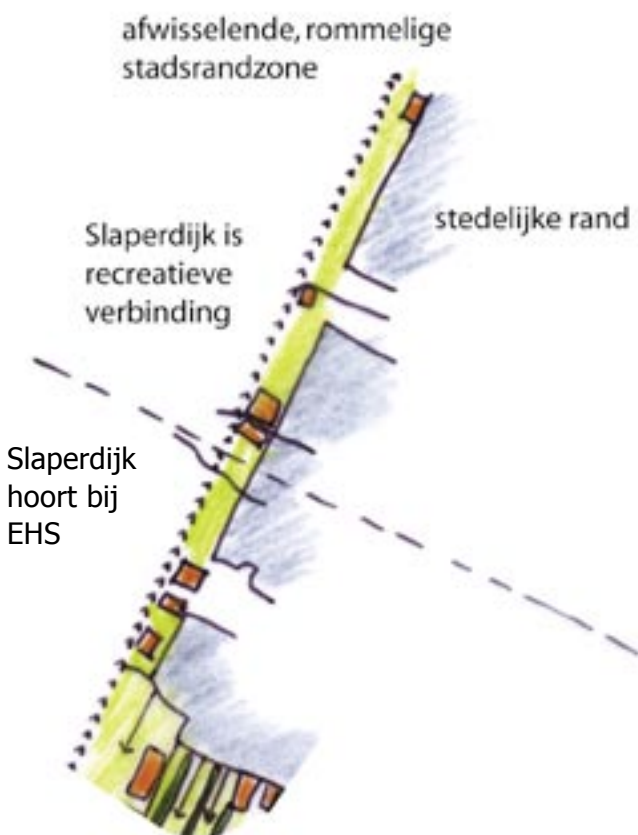 afwisselende, rommelige
stadsrandzone
stedelijke rand
Slaperdijk is
recreatieve
verbinding
Slaperdijk
hoort bij
EHS